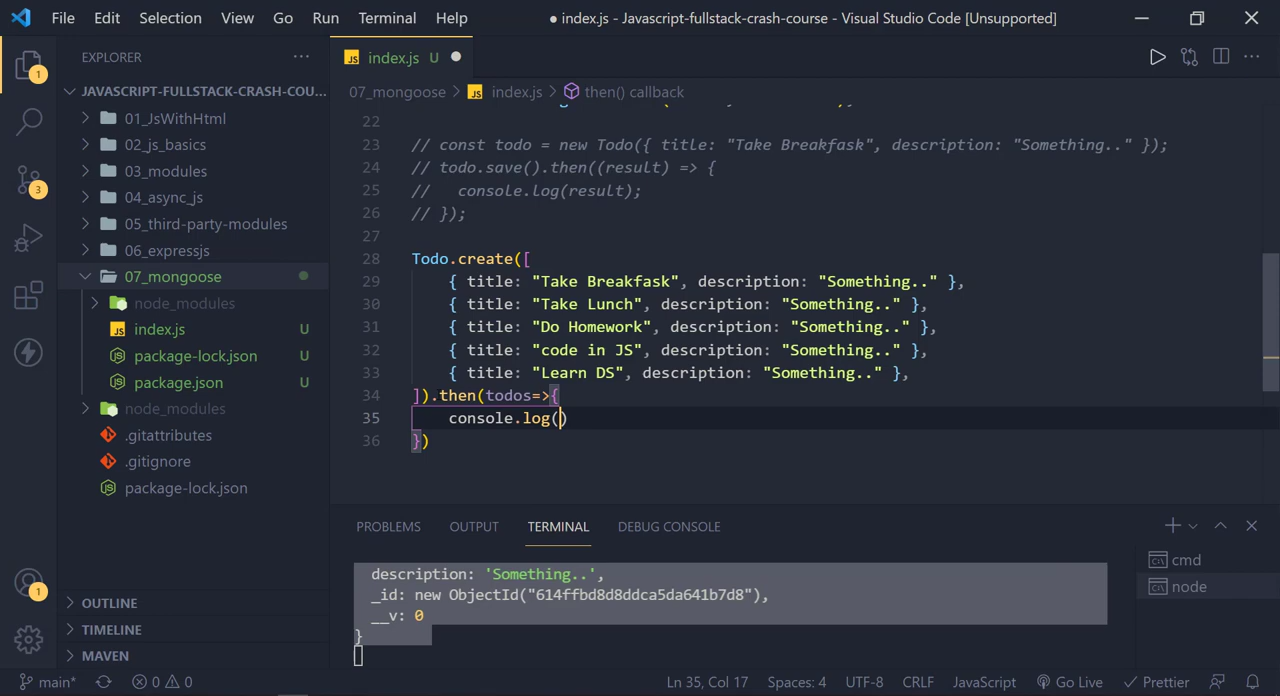 File Edit Selection View Go Run Terminal Help ● index.js - Javascript-fullstack-crash-course - Visual Studio Code [Unsupported]
EXPLORER ···
JS index.js U ●
1
JAVASCRIPT-FULLSTACK-CRASH-COU...
07_mongoose > JS index.js > then() callback
01_JsWithHtml
02_js_basics
03_modules
04_async_js
05_third-party-modules
06_expressjs
07_mongoose
node_modules
JS index.js U
package-lock.json U
package.json U
node_modules
.gitattributes
.gitignore
package-lock.json
3
1
OUTLINE
TIMELINE
MAVEN
22
23 // const todo = new Todo({ title: "Take Breakfask", description: "Something.." });
24 // todo.save().then((result) => {
25 //   console.log(result);
26 // });
27
28 Todo.create([
29     { title: "Take Breakfask", description: "Something.." },
30     { title: "Take Lunch", description: "Something.." },
31     { title: "Do Homework", description: "Something.." },
32     { title: "code in JS", description: "Something.." },
33     { title: "Learn DS", description: "Something.." },
34 ]).then(todos=>{
35     console.log()
36 })
PROBLEMS OUTPUT TERMINAL DEBUG CONSOLE
description: 'Something..',
_id: new ObjectId("614ffbd8d8ddca5da641b7d8"),
__v: 0
}
cmd
node
main* 0 0 Ln 35, Col 17 Spaces: 4 UTF-8 CRLF JavaScript Go Live Prettier